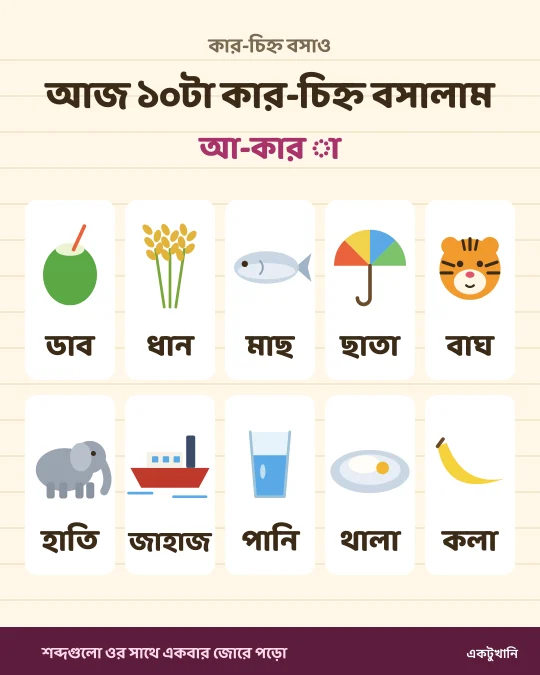 কার-চিহ্ন বসাও
আজ ১০টা কার-চিহ্ন বসালাম
আ-কার া
ডাব ধান মাছ ছাতা বাঘ
হাতি জাহাজ পানি থালা কলা
শব্দগুলো ওর সাথে একবার জোরে পড়ো
একটুখানি